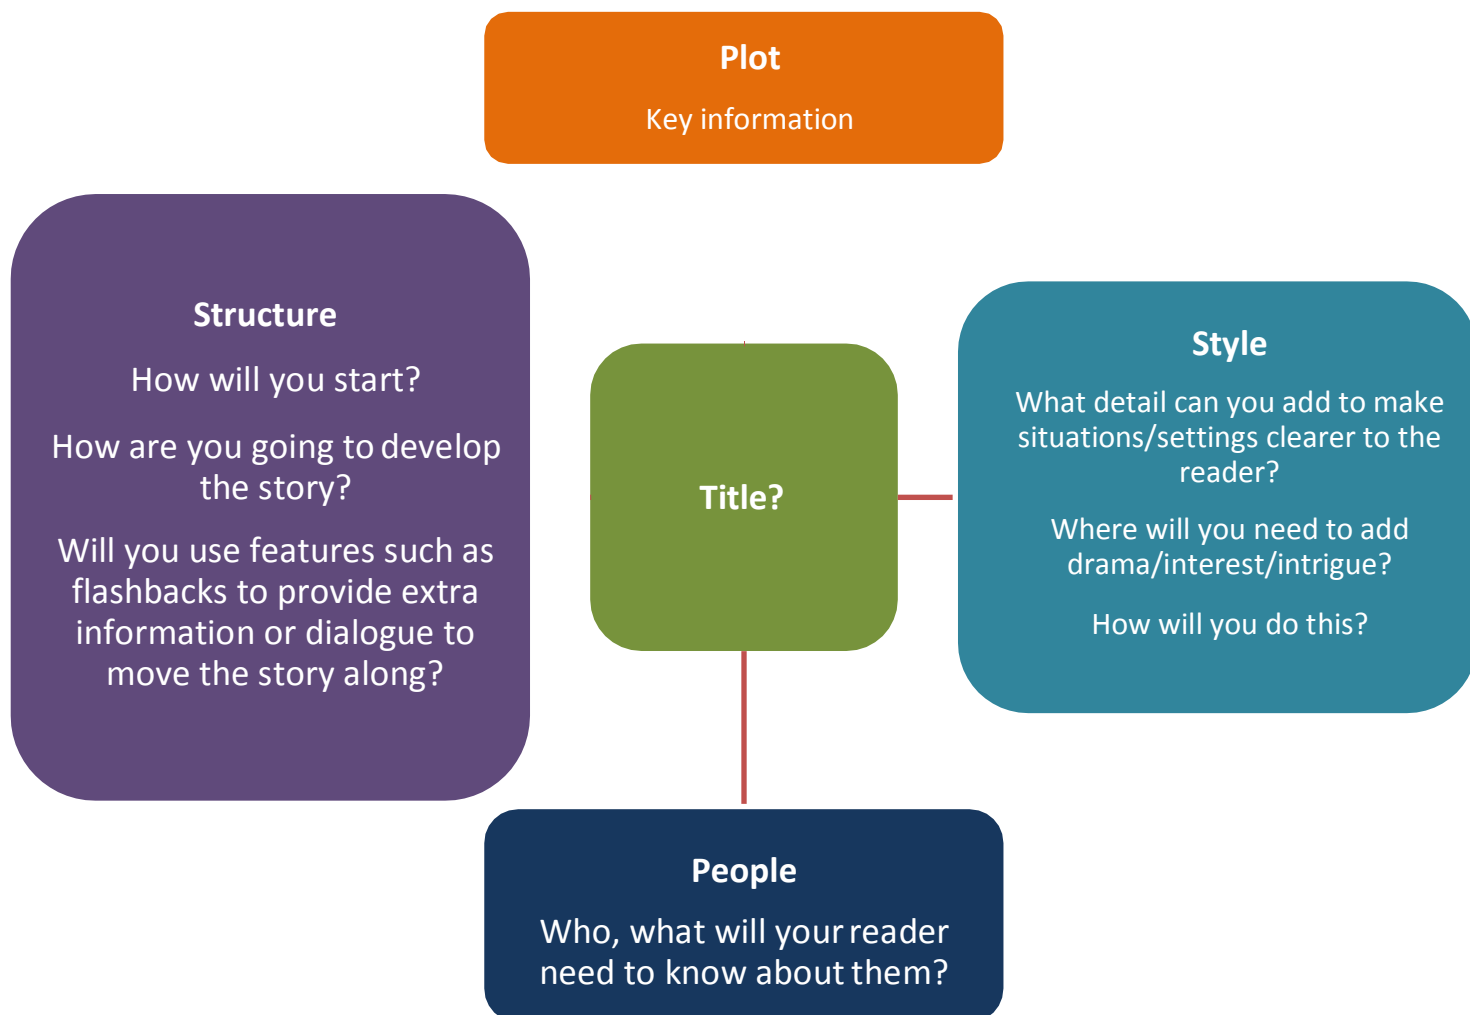 Plot
Key information
Structure
How will you start?
How are you going to develop
the story?
Will you use features such as
flashbacks to provide extra
information or dialogue to
move the story along?
Title?
Style
What detail can you add to make
situations/settings clearer to the
reader?
Where will you need to add
drama/interest/intrigue?
How will you do this?
People
Who, what will your reader
need to know about them?